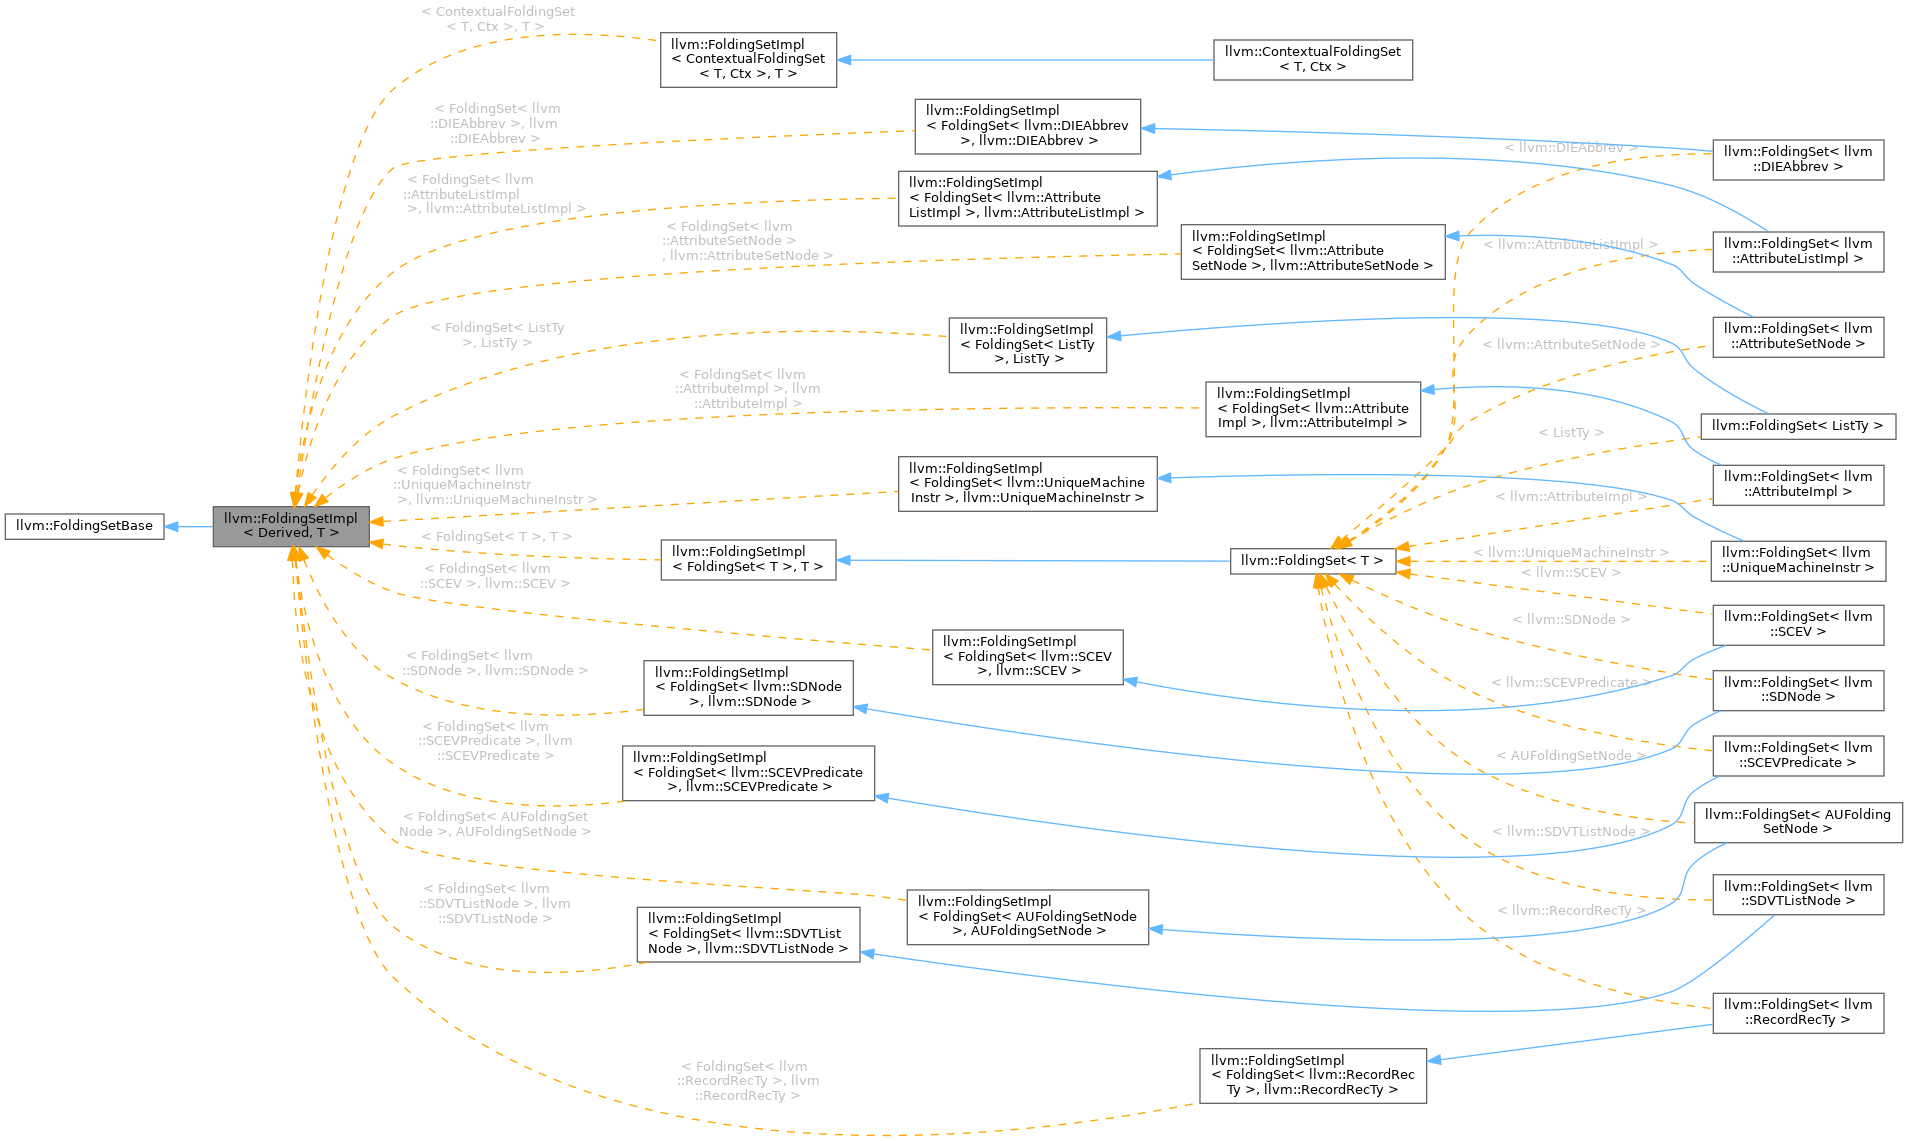 < ContextualFoldingSet
< T, Ctx >, T >
llvm::FoldingSetImpl
< ContextualFoldingSet
< T, Ctx >, T >
llvm::ContextualFoldingSet
< T, Ctx >
< FoldingSet< llvm
::DIEAbbrev >, llvm
::DIEAbbrev >
llvm::FoldingSetImpl
< FoldingSet< llvm::DIEAbbrev
>, llvm::DIEAbbrev >
< llvm::DIEAbbrev >
llvm::FoldingSet< llvm
::DIEAbbrev >
< FoldingSet< llvm
::AttributeListImpl
>, llvm::AttributeListImpl >
llvm::FoldingSetImpl
< FoldingSet< llvm::Attribute
ListImpl >, llvm::AttributeListImpl >
< FoldingSet< llvm
::AttributeSetNode >
, llvm::AttributeSetNode >
llvm::FoldingSetImpl
< FoldingSet< llvm::Attribute
SetNode >, llvm::AttributeSetNode >
< llvm::AttributeListImpl >
llvm::FoldingSet< llvm
::AttributeListImpl >
< FoldingSet< ListTy
>, ListTy >
llvm::FoldingSetImpl
< FoldingSet< ListTy
>, ListTy >
< llvm::AttributeSetNode >
llvm::FoldingSet< llvm
::AttributeSetNode >
< FoldingSet< llvm
::AttributeImpl >, llvm
::AttributeImpl >
llvm::FoldingSetImpl
< FoldingSet< llvm::Attribute
Impl >, llvm::AttributeImpl >
< ListTy >
llvm::FoldingSet< ListTy >
< FoldingSet< llvm
::UniqueMachineInstr
>, llvm::UniqueMachineInstr >
llvm::FoldingSetImpl
< FoldingSet< llvm::UniqueMachine
Instr >, llvm::UniqueMachineInstr >
< llvm::AttributeImpl >
llvm::FoldingSet< llvm
::AttributeImpl >
llvm::FoldingSetBase
llvm::FoldingSetImpl
< Derived, T >
< FoldingSet< T >, T >
llvm::FoldingSetImpl
< FoldingSet< T >, T >
llvm::FoldingSet< T >
< llvm::UniqueMachineInstr >
llvm::FoldingSet< llvm
::UniqueMachineInstr >
< FoldingSet< llvm
::SCEV >, llvm::SCEV >
llvm::FoldingSetImpl
< FoldingSet< llvm::SCEV
>, llvm::SCEV >
< llvm::SCEV >
llvm::FoldingSet< llvm
::SCEV >
< FoldingSet< llvm
::SDNode >, llvm::SDNode >
llvm::FoldingSetImpl
< FoldingSet< llvm::SDNode
>, llvm::SDNode >
< llvm::SDNode >
llvm::FoldingSet< llvm
::SDNode >
< FoldingSet< llvm
::SCEVPredicate >, llvm
::SCEVPredicate >
llvm::FoldingSetImpl
< FoldingSet< llvm::SCEVPredicate
>, llvm::SCEVPredicate >
< llvm::SCEVPredicate >
llvm::FoldingSet< llvm
::SCEVPredicate >
< FoldingSet< AUFoldingSet
Node >, AUFoldingSetNode >
llvm::FoldingSetImpl
< FoldingSet< AUFoldingSetNode
>, AUFoldingSetNode >
< AUFoldingSetNode >
llvm::FoldingSet< AUFolding
SetNode >
< FoldingSet< llvm
::SDVTListNode >, llvm
::SDVTListNode >
llvm::FoldingSetImpl
< FoldingSet< llvm::SDVTList
Node >, llvm::SDVTListNode >
< llvm::SDVTListNode >
llvm::FoldingSet< llvm
::SDVTListNode >
< FoldingSet< llvm
::RecordRecTy >, llvm
::RecordRecTy >
llvm::FoldingSetImpl
< FoldingSet< llvm::RecordRec
Ty >, llvm::RecordRecTy >
< llvm::RecordRecTy >
llvm::FoldingSet< llvm
::RecordRecTy >